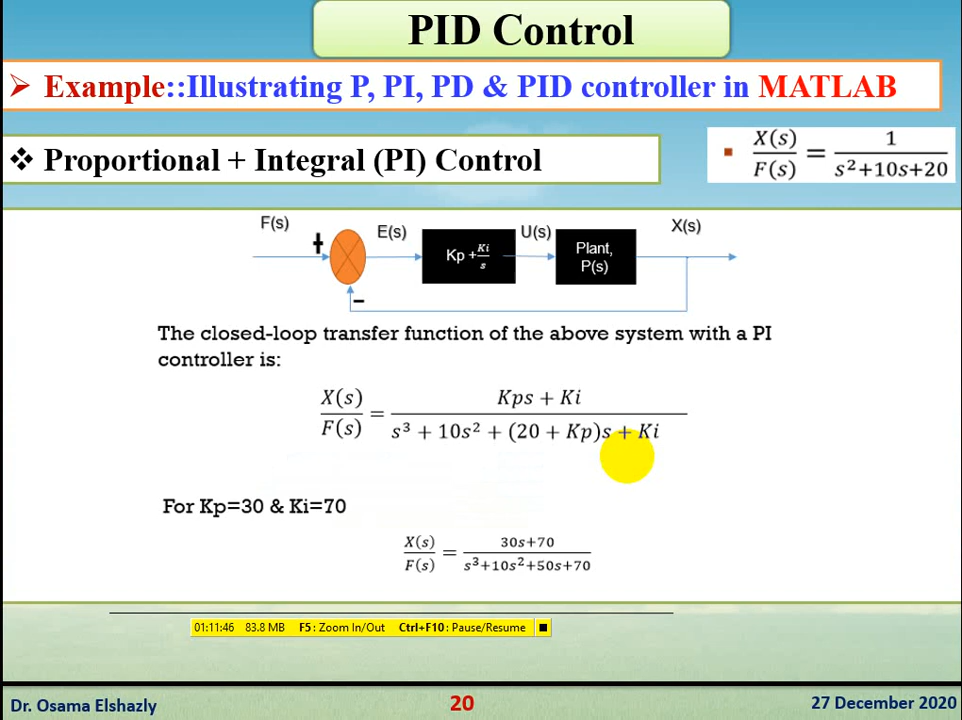 PID Control
➢ Example::Illustrating P, PI, PD & PID controller in MATLAB
❖ Proportional + Integral (PI) Control
▪ X(s)/F(s) = 1/(s²+10s+20)
F(s) + E(s) Kp + Ki/s U(s) Plant, P(s) X(s)
−
The closed-loop transfer function of the above system with a PI
controller is:
X(s)/F(s) = (Kps + Ki)/(s³ + 10s² + (20 + Kp)s + Ki)
For Kp=30 & Ki=70
X(s)/F(s) = (30s+70)/(s³+10s²+50s+70)
01:11:46 83.8 MB F5: Zoom In/Out Ctrl+F10: Pause/Resume
Dr. Osama Elshazly 20 27 December 2020